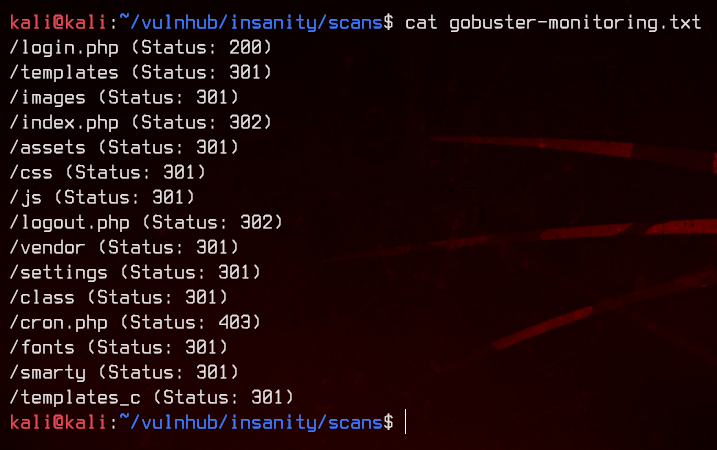 kali@kali:~/vulnhub/insanity/scans$ cat gobuster-monitoring.txt
/login.php (Status: 200)
/templates (Status: 301)
/images (Status: 301)
/index.php (Status: 302)
/assets (Status: 301)
/css (Status: 301)
/js (Status: 301)
/logout.php (Status: 302)
/vendor (Status: 301)
/settings (Status: 301)
/class (Status: 301)
/cron.php (Status: 403)
/fonts (Status: 301)
/smarty (Status: 301)
/templates_c (Status: 301)
kali@kali:~/vulnhub/insanity/scans$